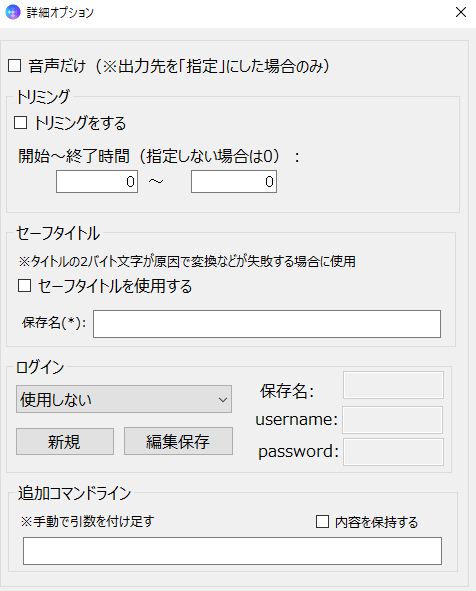 詳細オプション
音声だけ（※出力先を「指定」にした場合のみ）
トリミング
トリミングをする
開始～終了時間（指定しない場合は0）：
0 ～ 0
セーフタイトル
※タイトルの2バイト文字が原因で変換などが失敗する場合に使用
セーフタイトルを使用する
保存名(*):
ログイン
使用しない
新規 編集保存
保存名:
username:
password:
追加コマンドライン
※手動で引数を付け足す 内容を保持する